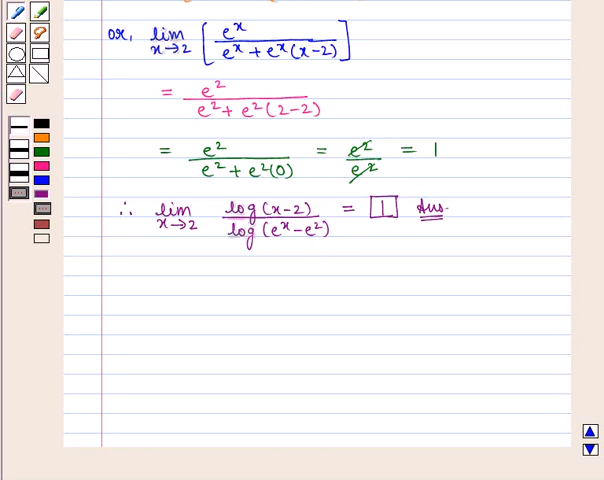 or, lim x→2 [ e^x / (e^x + e^x(x-2)) ]
= e^2 / (e^2 + e^2(2-2))
= e^2 / (e^2 + e^2(0)) = e^2 / e^2 = 1
∴ lim x→2 log(x-2) / log(e^x - e^2) = 1 Ans.